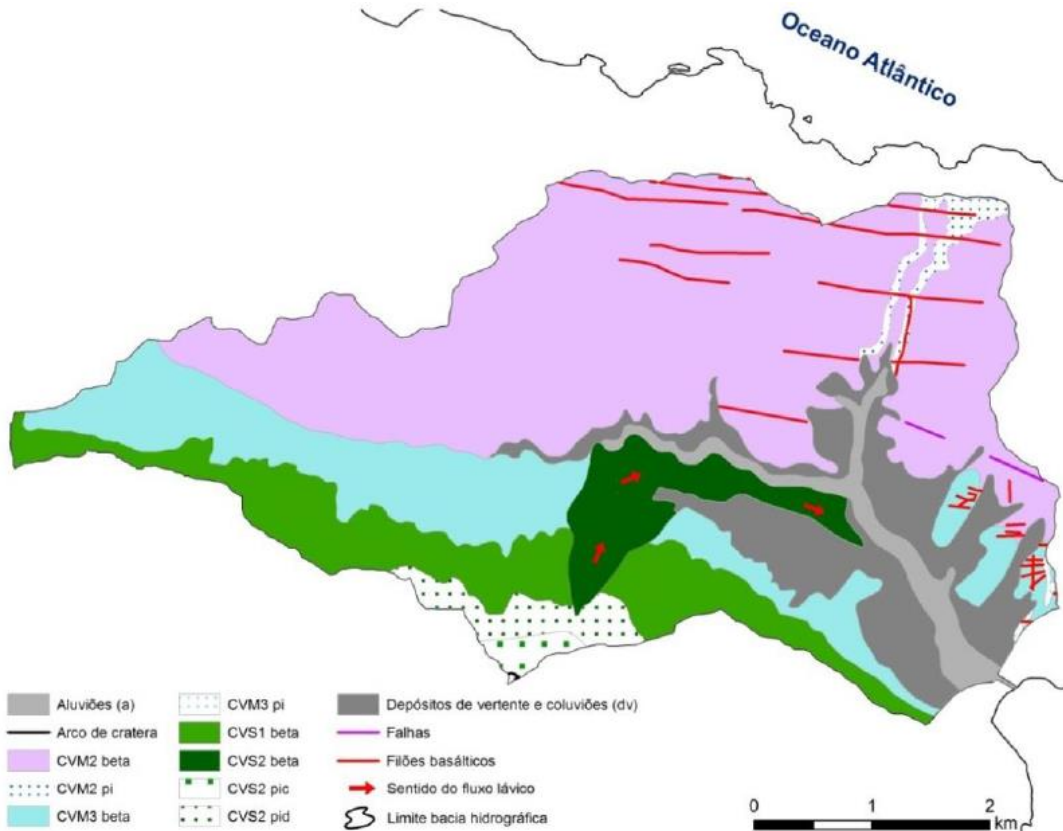 Oceano Atlântico
Aluviões (a)
Arco de cratera
CVM2 beta
CVM2 pi
CVM3 beta
CVM3 pi
CVS1 beta
CVS2 beta
CVS2 pic
CVS2 pid
Depósitos de vertente e coluviões (dv)
Falhas
Filões basálticos
Sentido do fluxo lávico
Limite bacia hidrográfica
0 1 2
km